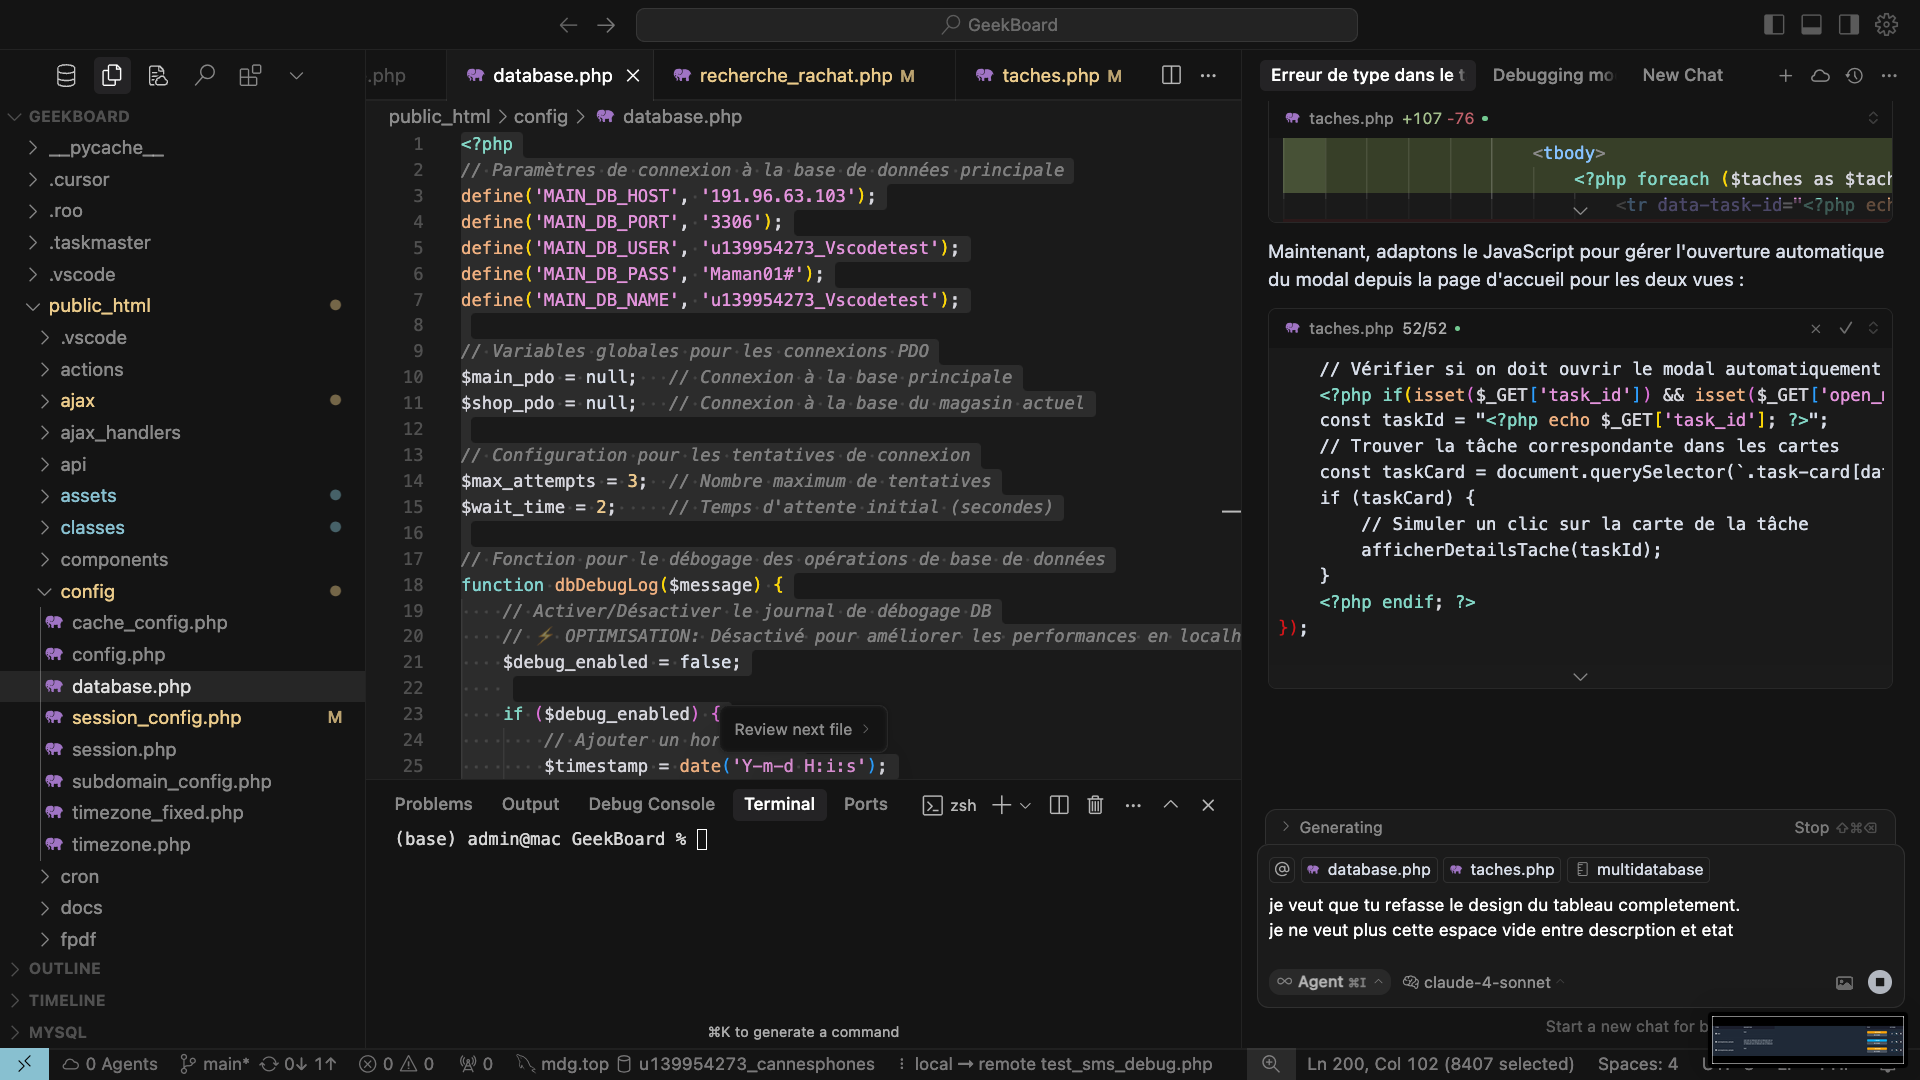 GeekBoard
.php
database.php
recherche_rachat.php M
taches.php M
Erreur de type dans le t
Debugging mo
New Chat
GEEKBOARD
__pycache__
.cursor
.roo
.taskmaster
.vscode
public_html
.vscode
actions
ajax
ajax_handlers
api
assets
classes
components
config
cache_config.php
config.php
database.php
session_config.php M
session.php
subdomain_config.php
timezone_fixed.php
timezone.php
cron
docs
fpdf
OUTLINE
TIMELINE
MYSQL
public_html > config > database.php
1 <?php
2 // Paramètres de connexion à la base de données principale
3 define('MAIN_DB_HOST', '191.96.63.103');
4 define('MAIN_DB_PORT', '3306');
5 define('MAIN_DB_USER', 'u139954273_Vscodetest');
6 define('MAIN_DB_PASS', 'Maman01#');
7 define('MAIN_DB_NAME', 'u139954273_Vscodetest');
8
9 // Variables globales pour les connexions PDO
10 $main_pdo = null; // Connexion à la base principale
11 $shop_pdo = null; // Connexion à la base du magasin actuel
12
13 // Configuration pour les tentatives de connexion
14 $max_attempts = 3; // Nombre maximum de tentatives
15 $wait_time = 2; // Temps d'attente initial (secondes)
16
17 // Fonction pour le débogage des opérations de base de données
18 function dbDebugLog($message) {
19 // Activer/Désactiver le journal de débogage DB
20 // ⚡ OPTIMISATION: Désactivé pour améliorer les performances en localh
21 $debug_enabled = false;
22
23 if ($debug_enabled) {
24 // Ajouter un hor
25 $timestamp = date('Y-m-d H:i:s');
Review next file
Problems Output Debug Console Terminal Ports zsh
(base) admin@mac GeekBoard %
⌘K to generate a command
taches.php +107 -76
<tbody>
<?php foreach ($taches as $tach
<tr data-task-id="<?php ech
Maintenant, adaptons le JavaScript pour gérer l'ouverture automatique
du modal depuis la page d'accueil pour les deux vues :
taches.php 52/52
// Vérifier si on doit ouvrir le modal automatiquement
<?php if(isset($_GET['task_id']) && isset($_GET['open_
const taskId = "<?php echo $_GET['task_id']; ?>";
// Trouver la tâche correspondante dans les cartes
const taskCard = document.querySelector(`.task-card[da
if (taskCard) {
// Simuler un clic sur la carte de la tâche
afficherDetailsTache(taskId);
}
<?php endif; ?>
});
Generating
Stop ⇧⌘⌫
@ database.php taches.php multidatabase
je veut que tu refasse le design du tableau completement.
je ne veut plus cette espace vide entre descrption et etat
Agent ⌘I claude-4-sonnet
Start a new chat for b
0 Agents main* 0↓ 1↑ 0 0 0 mdg.top u139954273_cannesphones local → remote test_sms_debug.php Ln 200, Col 102 (8407 selected) Spaces: 4